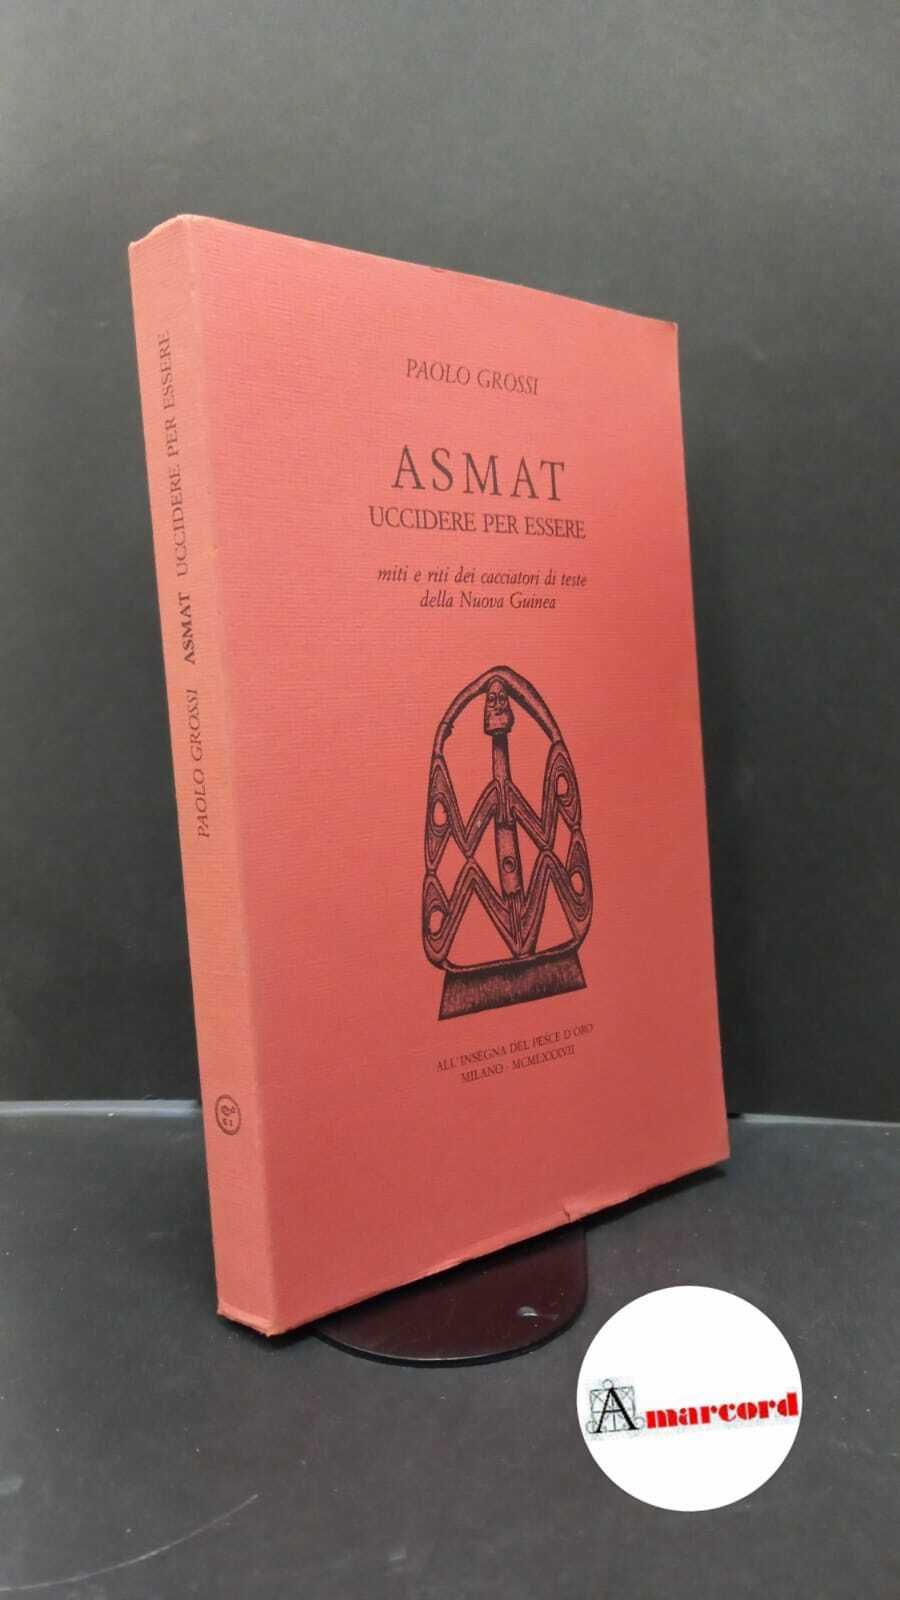 PAOLO GROSSI
ASMAT
UCCIDERE PER ESSERE
miti e riti dei cacciatori di teste
della Nuova Guinea
ALL'INSEGNA DEL PESCE D'ORO
MILANO - MCMLXXXVII
PAOLO GROSSI ASMAT UCCIDERE PER ESSERE
Amarcord